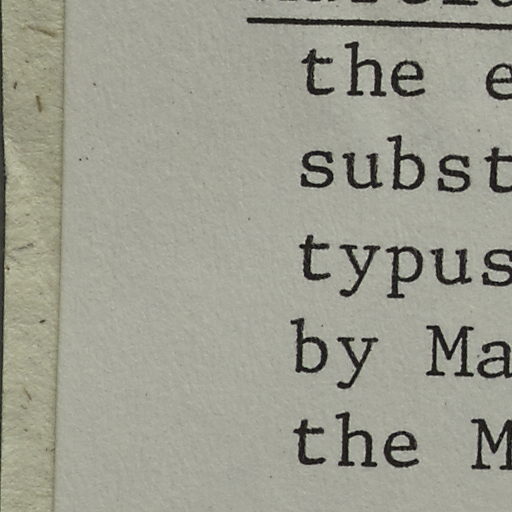 the e
subst
typus
by Ma
the M